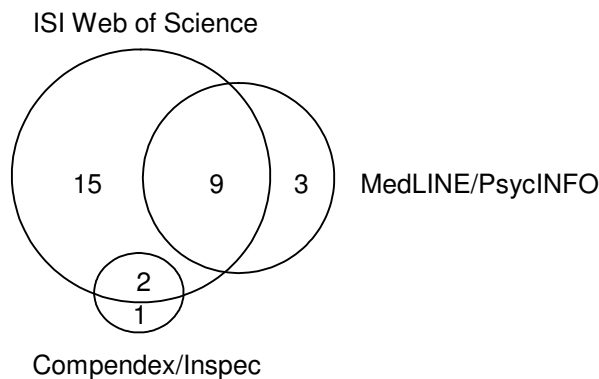 ISI Web of Science
15
9
3
MedLINE/PsycINFO
2
1
Compendex/Inspec